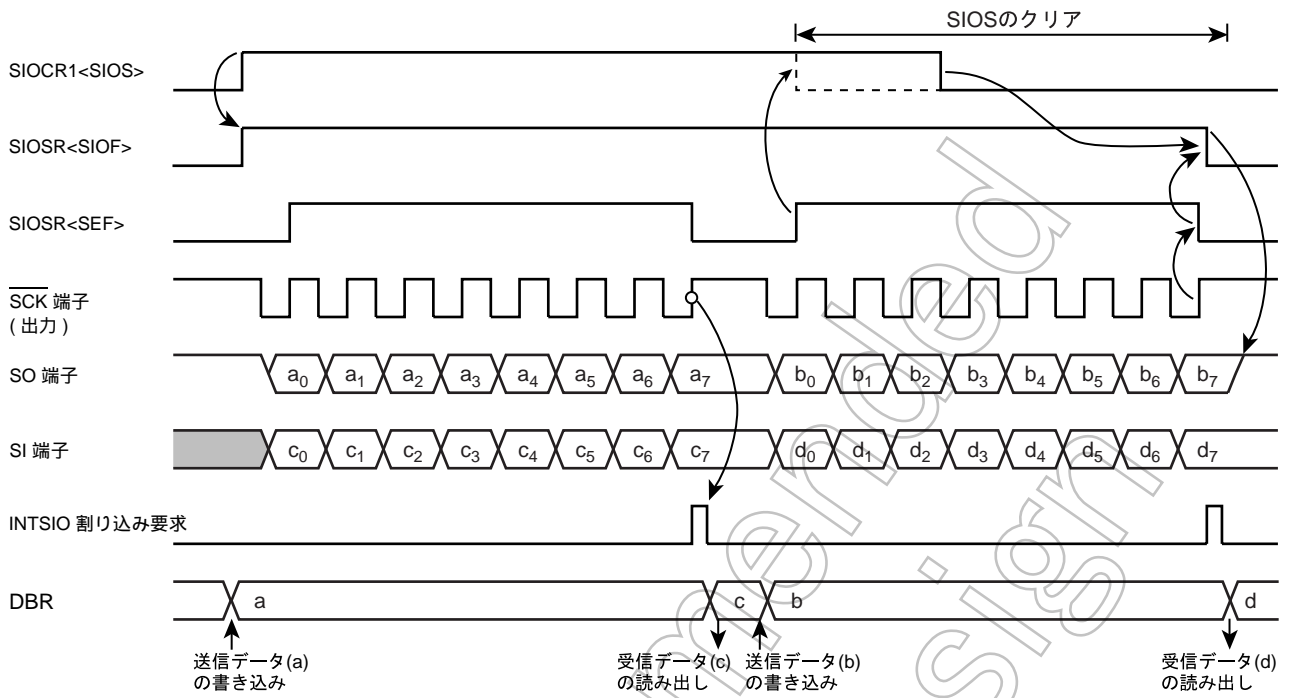 SIOSのクリア
SIOCR1<SIOS>
SIOSR<SIOF>
SIOSR<SEF>
SCK 端子
( 出力 )
SO 端子
a0 a1 a2 a3 a4 a5 a6 a7 b0 b1 b2 b3 b4 b5 b6 b7
SI 端子
c0 c1 c2 c3 c4 c5 c6 c7 d0 d1 d2 d3 d4 d5 d6 d7
INTSIO 割り込み要求
DBR
a c b d
送信データ(a)
の書き込み
受信データ(c)
の読み出し
送信データ(b)
の書き込み
受信データ(d)
の読み出し
mended
sign